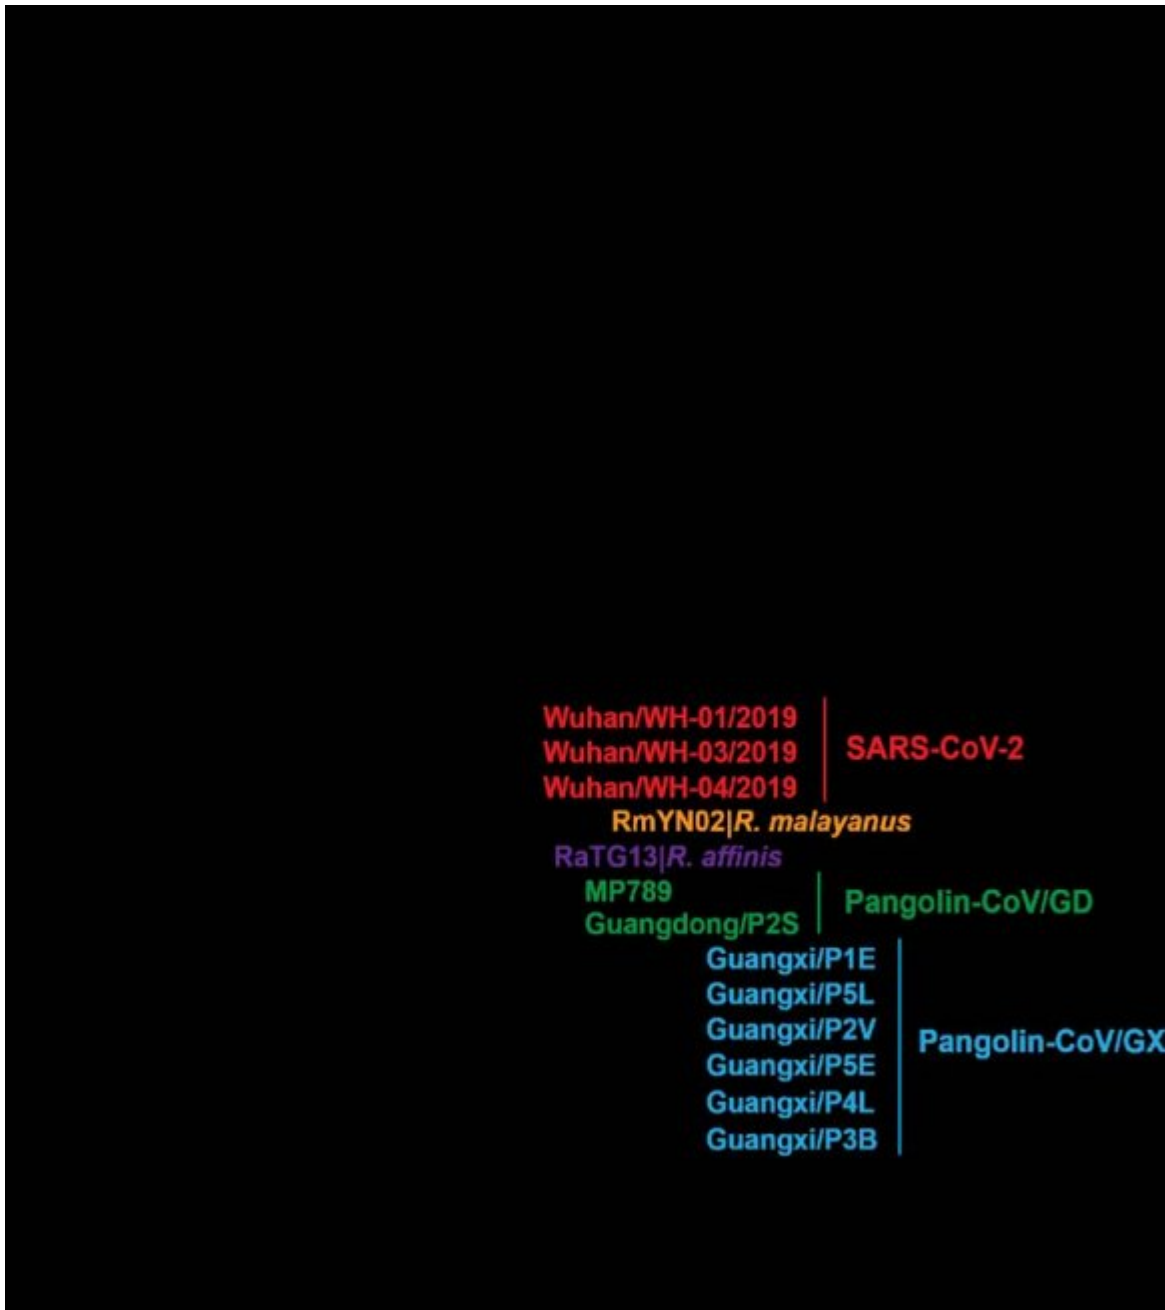 Wuhan/WH-01/2019
Wuhan/WH-03/2019
SARS-CoV-2
Wuhan/WH-04/2019
RmYN02|R. malayanus
RaTG13|R. affinis
MP789
Pangolin-CoV/GD
Guangdong/P2S
Guangxi/P1E
Guangxi/P5L
Guangxi/P2V
Pangolin-CoV/GX
Guangxi/P5E
Guangxi/P4L
Guangxi/P3B